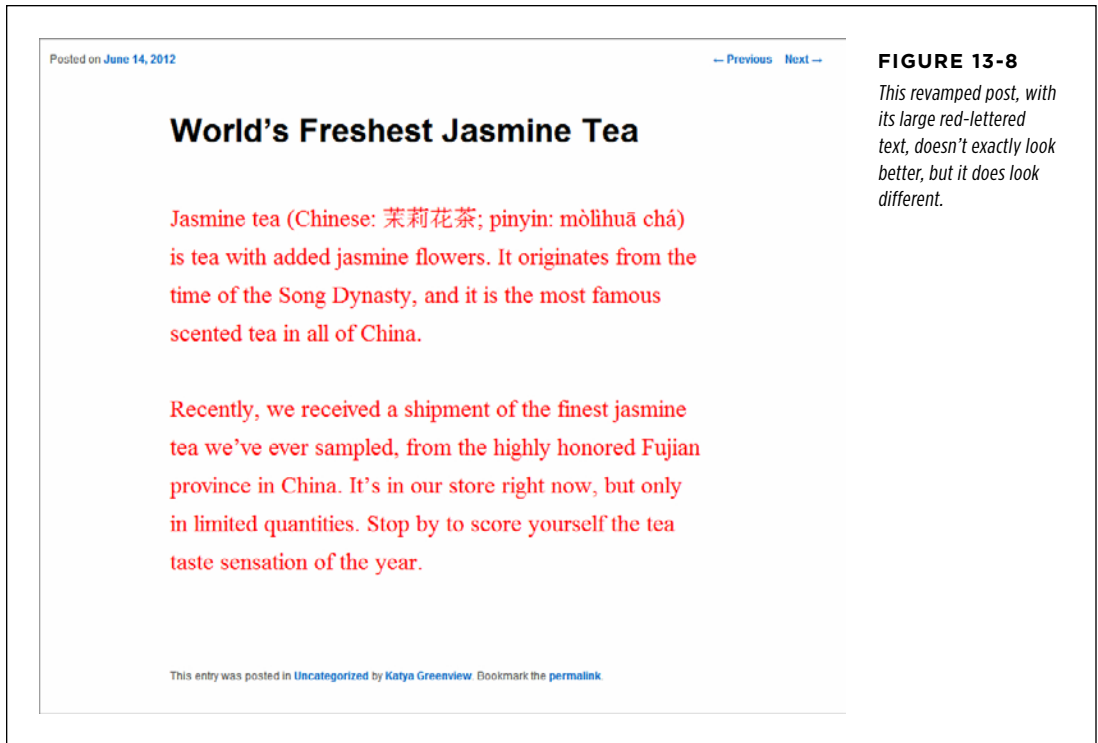 Posted on June 14, 2012
← Previous Next →
World’s Freshest Jasmine Tea
Jasmine tea (Chinese: 茉莉花茶; pinyin: mòlìhuā chá)
is tea with added jasmine flowers. It originates from the
time of the Song Dynasty, and it is the most famous
scented tea in all of China.
Recently, we received a shipment of the finest jasmine
tea we’ve ever sampled, from the highly honored Fujian
province in China. It’s in our store right now, but only
in limited quantities. Stop by to score yourself the tea
taste sensation of the year.
This entry was posted in Uncategorized by Katya Greenview. Bookmark the permalink.
FIGURE 13-8
This revamped post, with
its large red-lettered
text, doesn’t exactly look
better, but it does look
different.